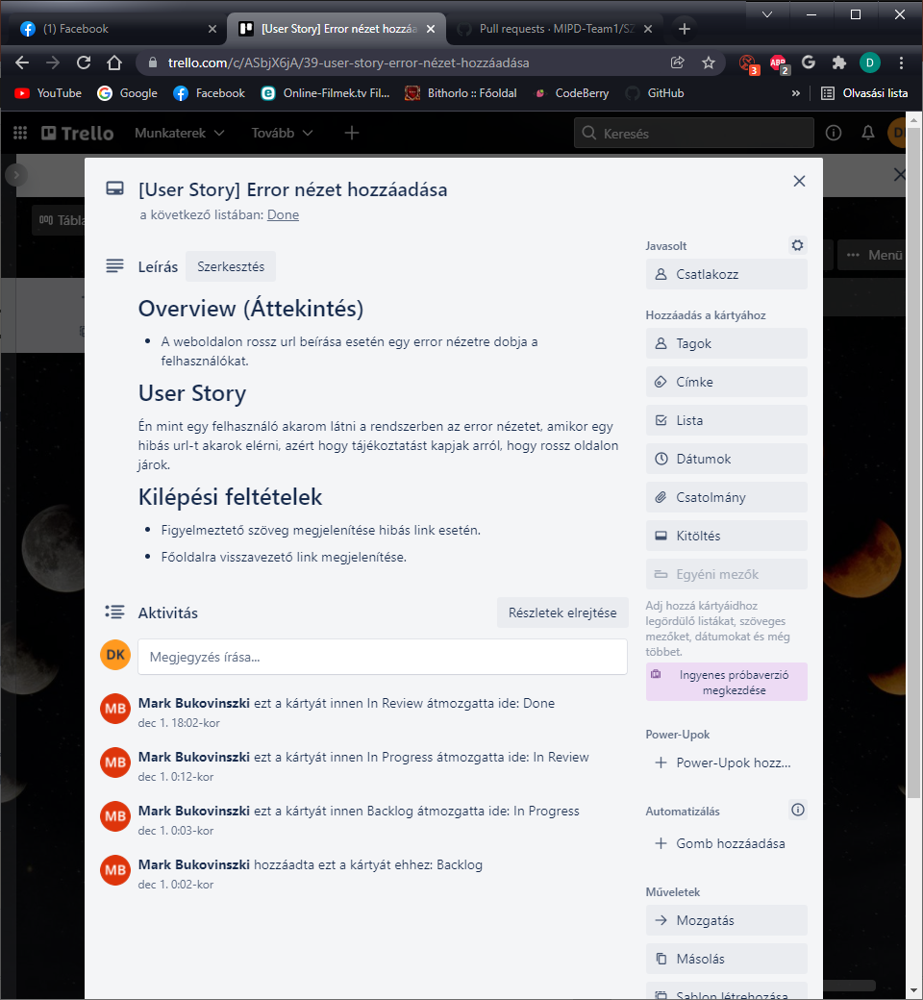 (1) Facebook
[User Story] Error nézet hozzáa
Pull requests · MIPD-Team1/SZ
trello.com/c/ASbjX6jA/39-user-story-error-nézet-hozzáadása
3
ABP
2
G
D
YouTube
Google
Facebook
Online-Filmek.tv Fil...
Bithorlo :: Főoldal
CodeBerry
GitHub
»
Olvasási lista
Trello
Munkaterek
Tovább
Keresés
Tábla
Menü
[User Story] Error nézet hozzáadása
a következő listában: Done
Leírás
Szerkesztés
Overview (Áttekintés)
• A weboldalon rossz url beírása esetén egy error nézetre dobja a
felhasználókat.
User Story
Én mint egy felhasználó akarom látni a rendszerben az error nézetet, amikor egy
hibás url-t akarok elérni, azért hogy tájékoztatást kapjak arról, hogy rossz oldalon
járok.
Kilépési feltételek
• Figyelmeztető szöveg megjelenítése hibás link esetén.
• Főoldalra visszavezető link megjelenítése.
Aktivitás
Részletek elrejtése
DK
Megjegyzés írása...
MB
Mark Bukovinszki ezt a kártyát innen In Review átmozgatta ide: Done
dec 1. 18:02-kor
MB
Mark Bukovinszki ezt a kártyát innen In Progress átmozgatta ide: In Review
dec 1. 0:12-kor
MB
Mark Bukovinszki ezt a kártyát innen Backlog átmozgatta ide: In Progress
dec 1. 0:03-kor
MB
Mark Bukovinszki hozzáadta ezt a kártyát ehhez: Backlog
dec 1. 0:02-kor
Javasolt
Csatlakozz
Hozzáadás a kártyához
Tagok
Címke
Lista
Dátumok
Csatolmány
Kitöltés
Egyéni mezők
Adj hozzá kártyáidhoz
legördülő listákat, szöveges
mezőket, dátumokat és még
többet.
Ingyenes próbaverzió
megkezdése
Power-Upok
Power-Upok hozz...
Automatizálás
Gomb hozzáadása
Műveletek
Mozgatás
Másolás
Sablon létrehozása